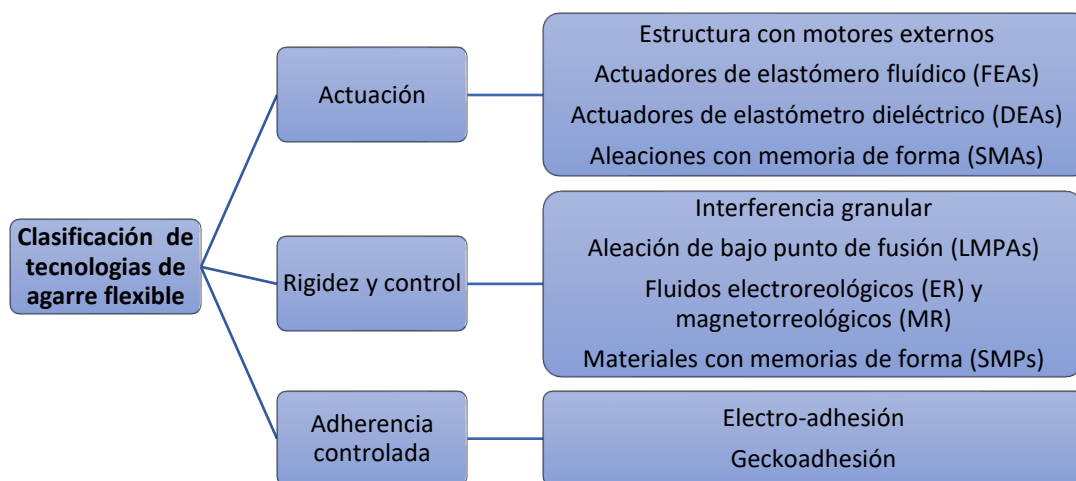 Clasificación de
tecnologias de
agarre flexible
Actuación
Estructura con motores externos
Actuadores de elastómero fluídico (FEAs)
Actuadores de elastómetro dieléctrico (DEAs)
Aleaciones con memoria de forma (SMAs)
Rigidez y control
Interferencia granular
Aleación de bajo punto de fusión (LMPAs)
Fluidos electroreológicos (ER) y
magnetorreológicos (MR)
Materiales con memorias de forma (SMPs)
Adherencia
controlada
Electro-adhesión
Geckoadhesión